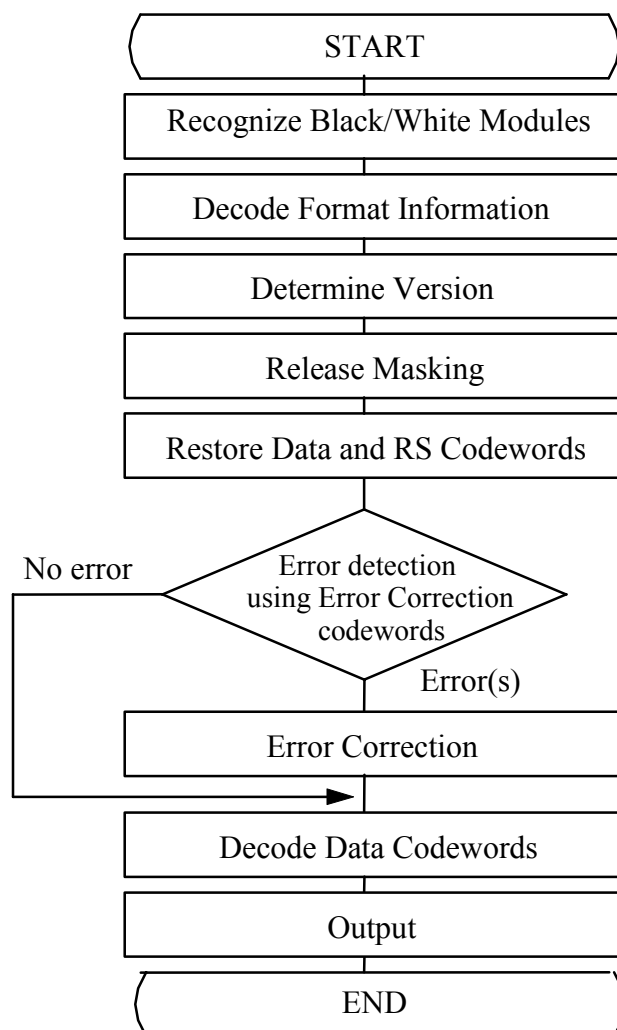 START
Recognize Black/White Modules
Decode Format Information
Determine Version
Release Masking
Restore Data and RS Codewords
No error
Error detection
using Error Correction
codewords
Error(s)
Error Correction
Decode Data Codewords
Output
END